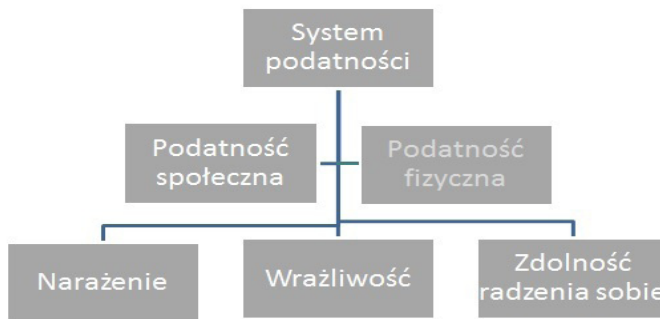 System
podatności
Podatność
społeczna
Podatność
fizyczna
Narażenie
Wrażliwość
Zdolność
radzenia sobie